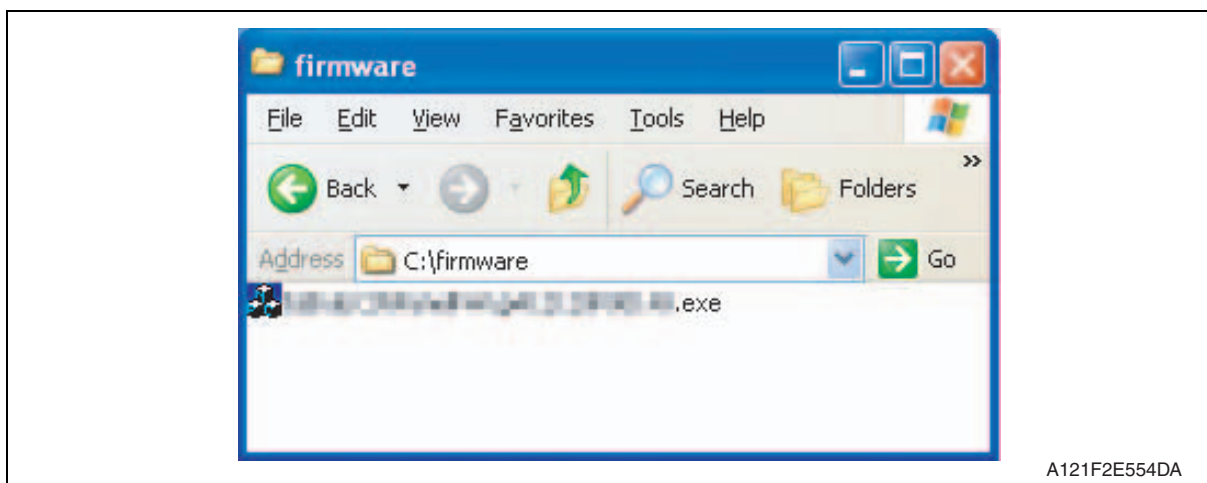 firmware
File Edit View Favorites Tools Help
Back Search Folders »
Address C:\firmware Go
.exe
A121F2E554DA